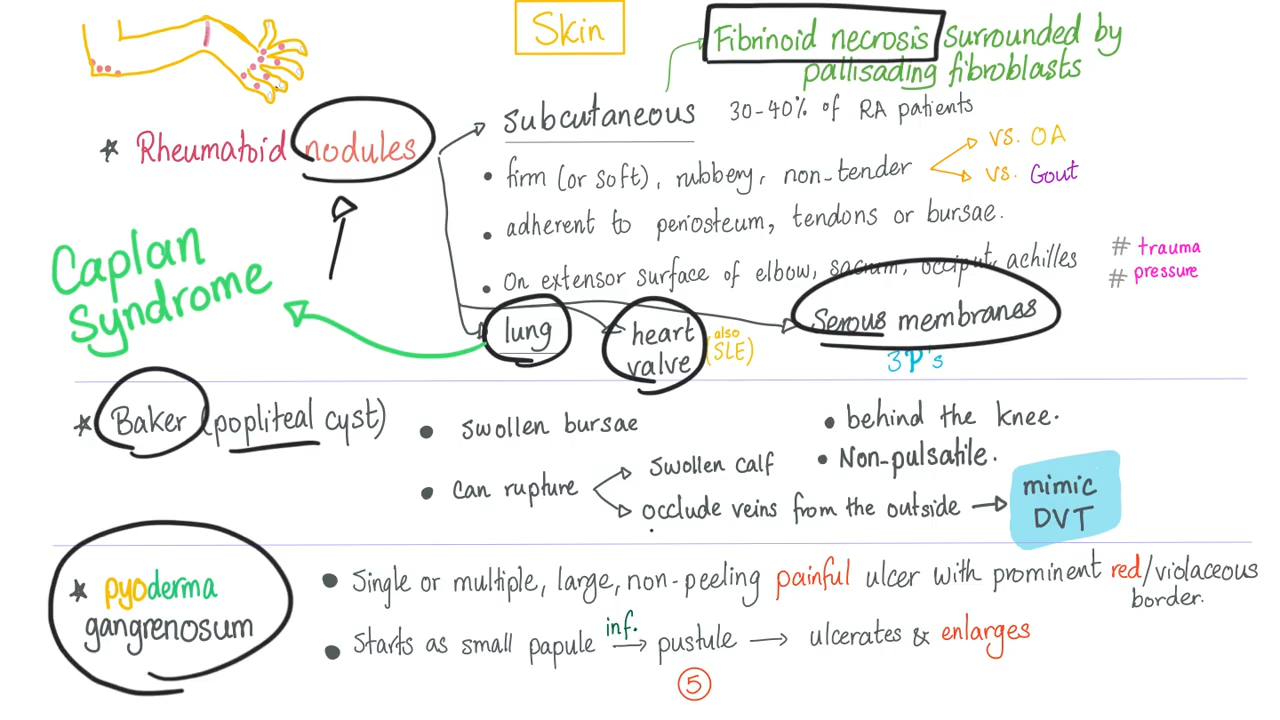 Skin
Fibrinoid necrosis surrounded by
pallisading fibroblasts
* Rheumatoid nodules
subcutaneous 30-40% of RA patients
• firm (or soft), rubbery, non-tender
vs. OA
vs. Gout
• adherent to periosteum, tendons or bursae.
• On extensor surface of elbow, sacrum, occiput, achilles
# trauma
# pressure
Caplan
Syndrome
lung
heart
valve
(also
SLE)
Serous membranes
3P's
* Baker (popliteal cyst)
• swollen bursae
• can rupture
swollen calf
occlude veins from the outside → mimic
DVT
• behind the knee.
• Non-pulsatile.
* pyoderma
gangrenosum
• Single or multiple, large, non-peeling painful ulcer with prominent red/violaceous
border.
• Starts as small papule inf. → pustule → ulcerates & enlarges
5